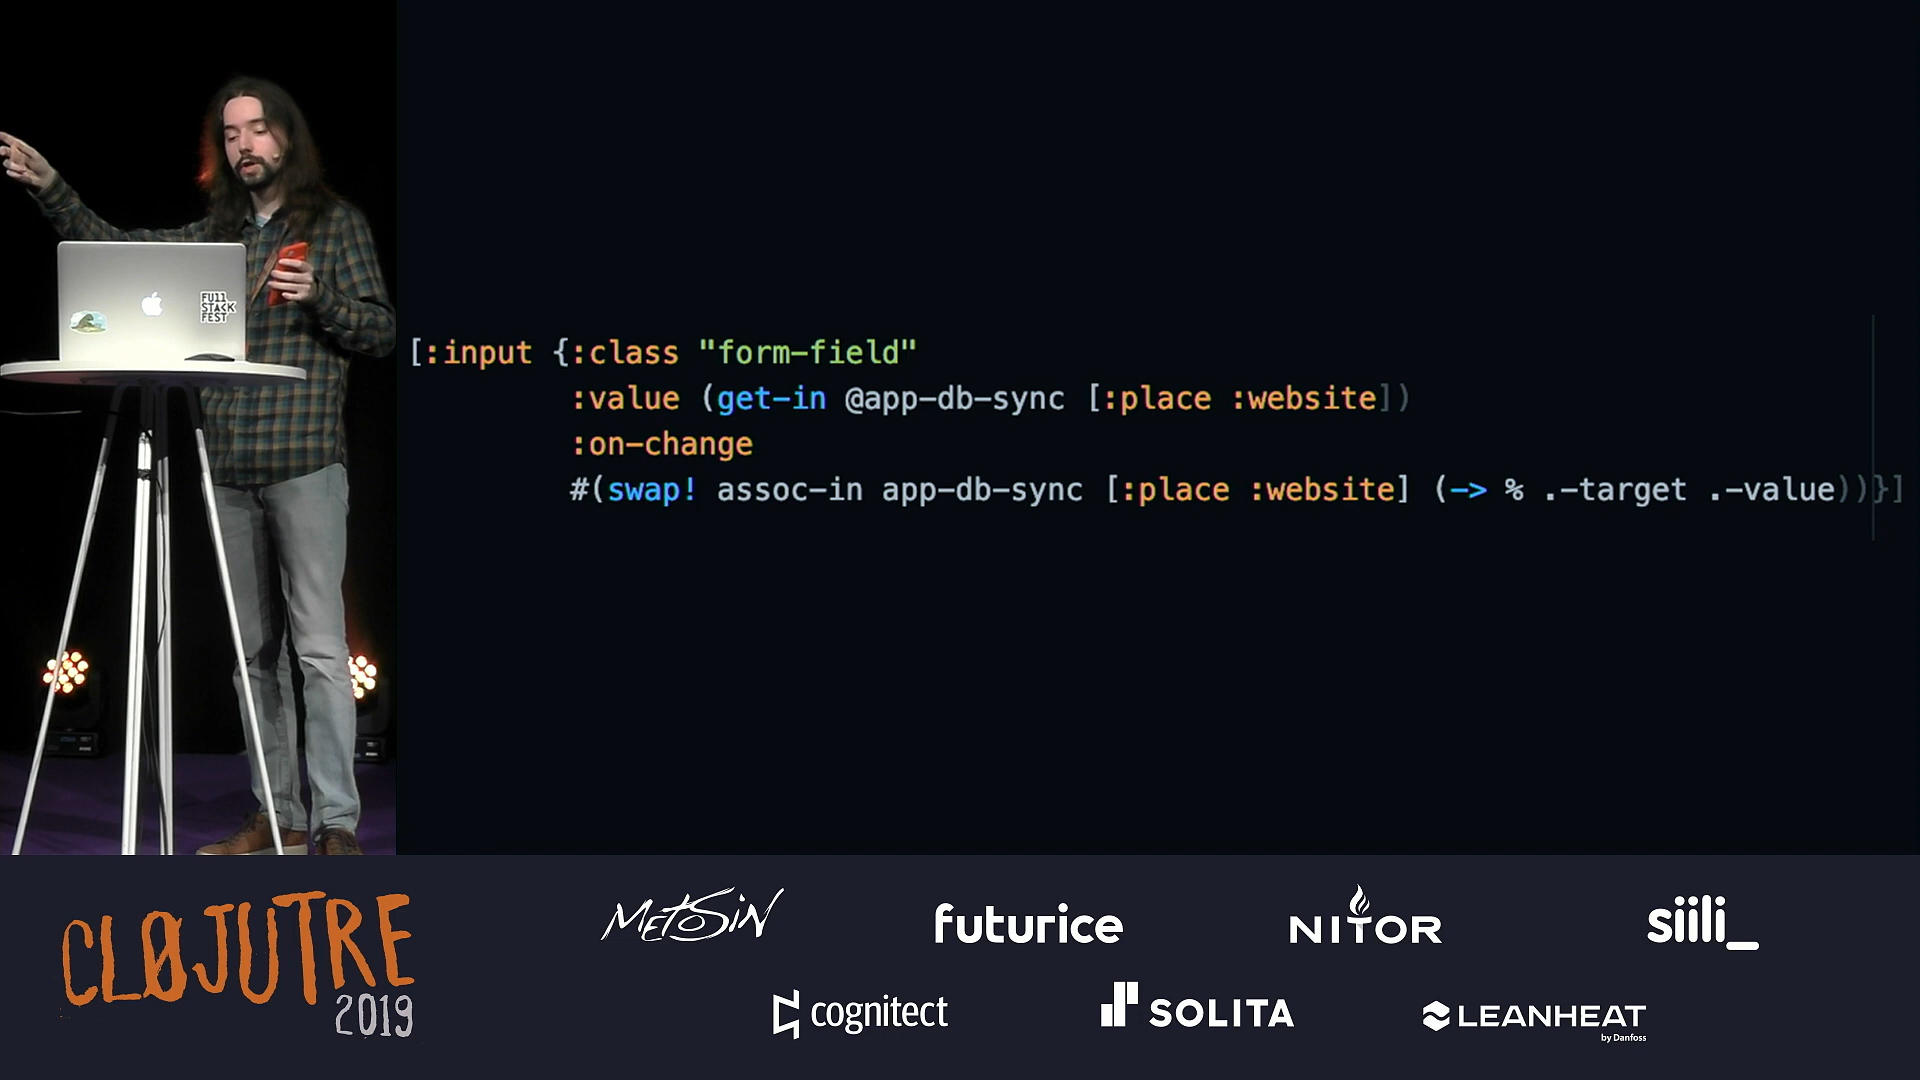 FULL
STACK
FEST
[:input {:class "form-field"
:value (get-in @app-db-sync [:place :website])
:on-change
#(swap! assoc-in app-db-sync [:place :website] (-> % .-target .-value))}]
CLØJUTRE
2019
METOSIN
futurice
NITOR
siili_
cognitect
SOLITA
LEANHEAT
by Danfoss